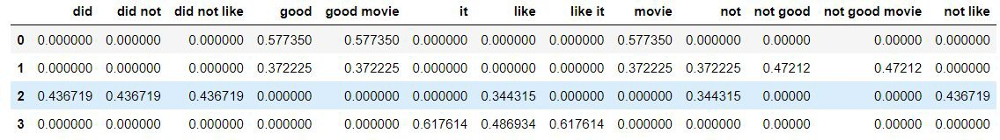 did did not did not like good good movie it like like it movie not not good not good movie not like
0 0.000000 0.000000 0.000000 0.577350 0.577350 0.000000 0.000000 0.000000 0.577350 0.000000 0.00000 0.00000 0.000000
1 0.000000 0.000000 0.000000 0.372225 0.372225 0.000000 0.000000 0.000000 0.372225 0.372225 0.47212 0.47212 0.000000
2 0.436719 0.436719 0.436719 0.000000 0.000000 0.000000 0.344315 0.000000 0.000000 0.344315 0.00000 0.00000 0.436719
3 0.000000 0.000000 0.000000 0.000000 0.000000 0.617614 0.486934 0.617614 0.000000 0.000000 0.00000 0.00000 0.000000